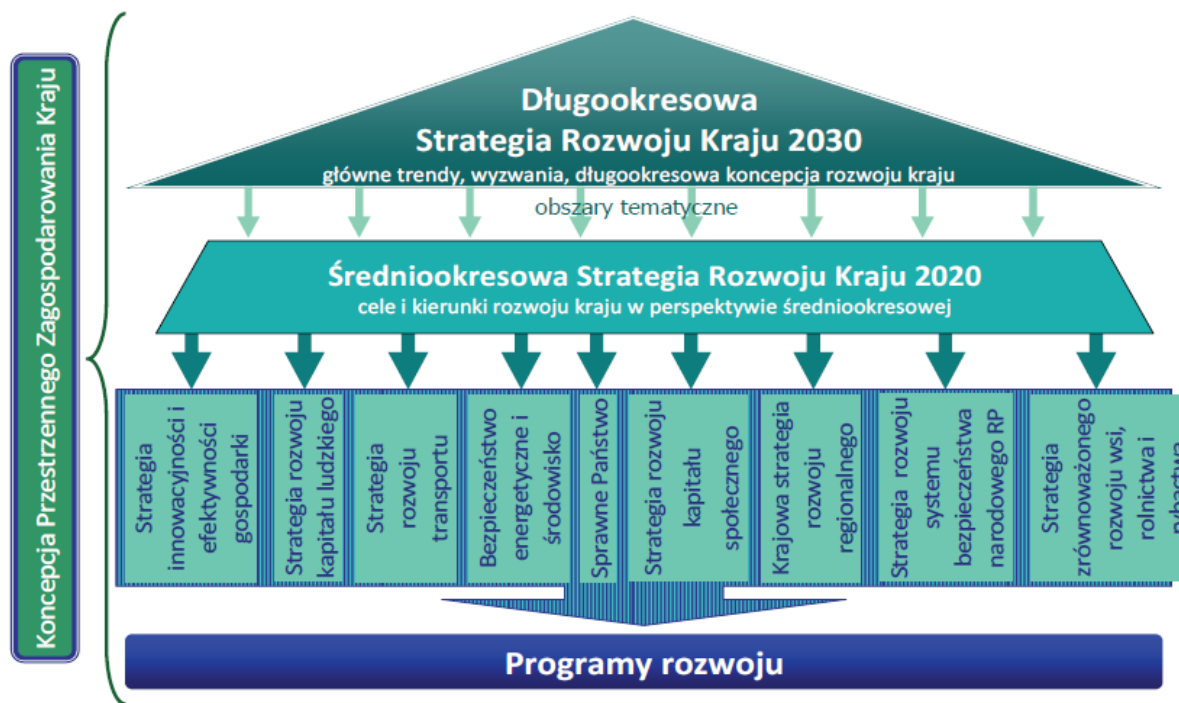 Koncepcja Przestrzennego Zagospodarowania Kraju
Długookresowa
Strategia Rozwoju Kraju 2030
główne trendy, wyzwania, długookresowa koncepcja rozwoju kraju
obszary tematyczne
Średniookresowa Strategia Rozwoju Kraju 2020
cele i kierunki rozwoju kraju w perspektywie średniookresowej
Strategia
innowacyjności i
efektywności
gospodarki
Strategia rozwoju
kapitału ludzkiego
Strategia
rozwoju
transportu
Bezpieczeństwo
energetyczne i
środowisko
Sprawne Państwo
Strategia rozwoju
kapitału
społecznego
Krajowa strategia
rozwoju
regionalnego
Strategia rozwoju
systemu
bezpieczeństwa
narodowego RP
Strategia
zrównoważonego
rozwoju wsi,
rolnictwa i
Programy rozwoju